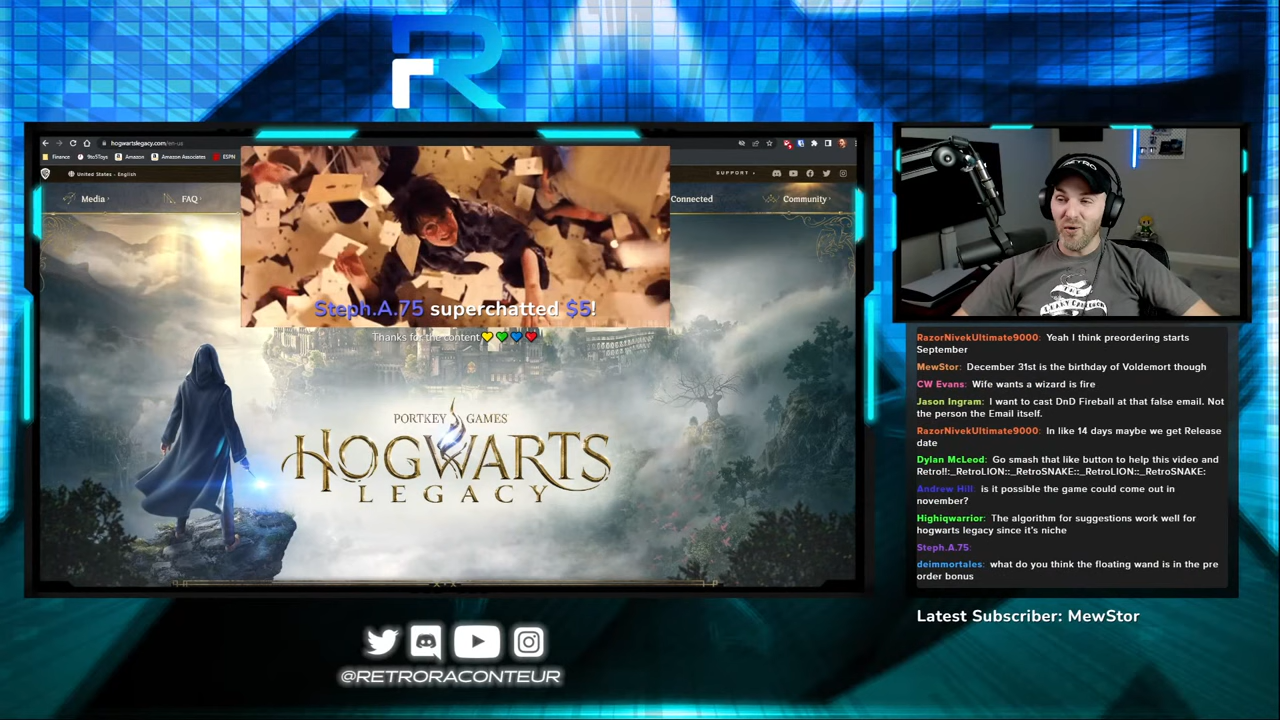 hogwartslegacy.com/en-us
Finance 9to5Toys Amazon Amazon Associates ESPN
United States - English
SUPPORT
Media
FAQ
Connected
Community
Steph.A.75 superchatted $5!
Thanks for the content💛💚💙❤️
PORTKEY GAMES
HOGWARTS
LEGACY
RETRO
RazorNivekUltimate9000: Yeah I think preordering starts
September
MewStor: December 31st is the birthday of Voldemort though
CW Evans: Wife wants a wizard is fire
Jason Ingram: I want to cast DnD Fireball at that false email. Not
the person the Email itself.
RazorNivekUltimate9000: In like 14 days maybe we get Release
date
Dylan McLeod: Go smash that like button to help this video and
Retro!!:_RetroLION::_RetroSNAKE::_RetroLION::_RetroSNAKE:
Andrew Hill: is it possible the game could come out in
november?
Highiqwarrior: The algorithm for suggestions work well for
hogwarts legacy since it's niche
Steph.A.75:
deimmortales: what do you think the floating wand is in the pre
order bonus
Latest Subscriber: MewStor
@RETRORACONTEUR